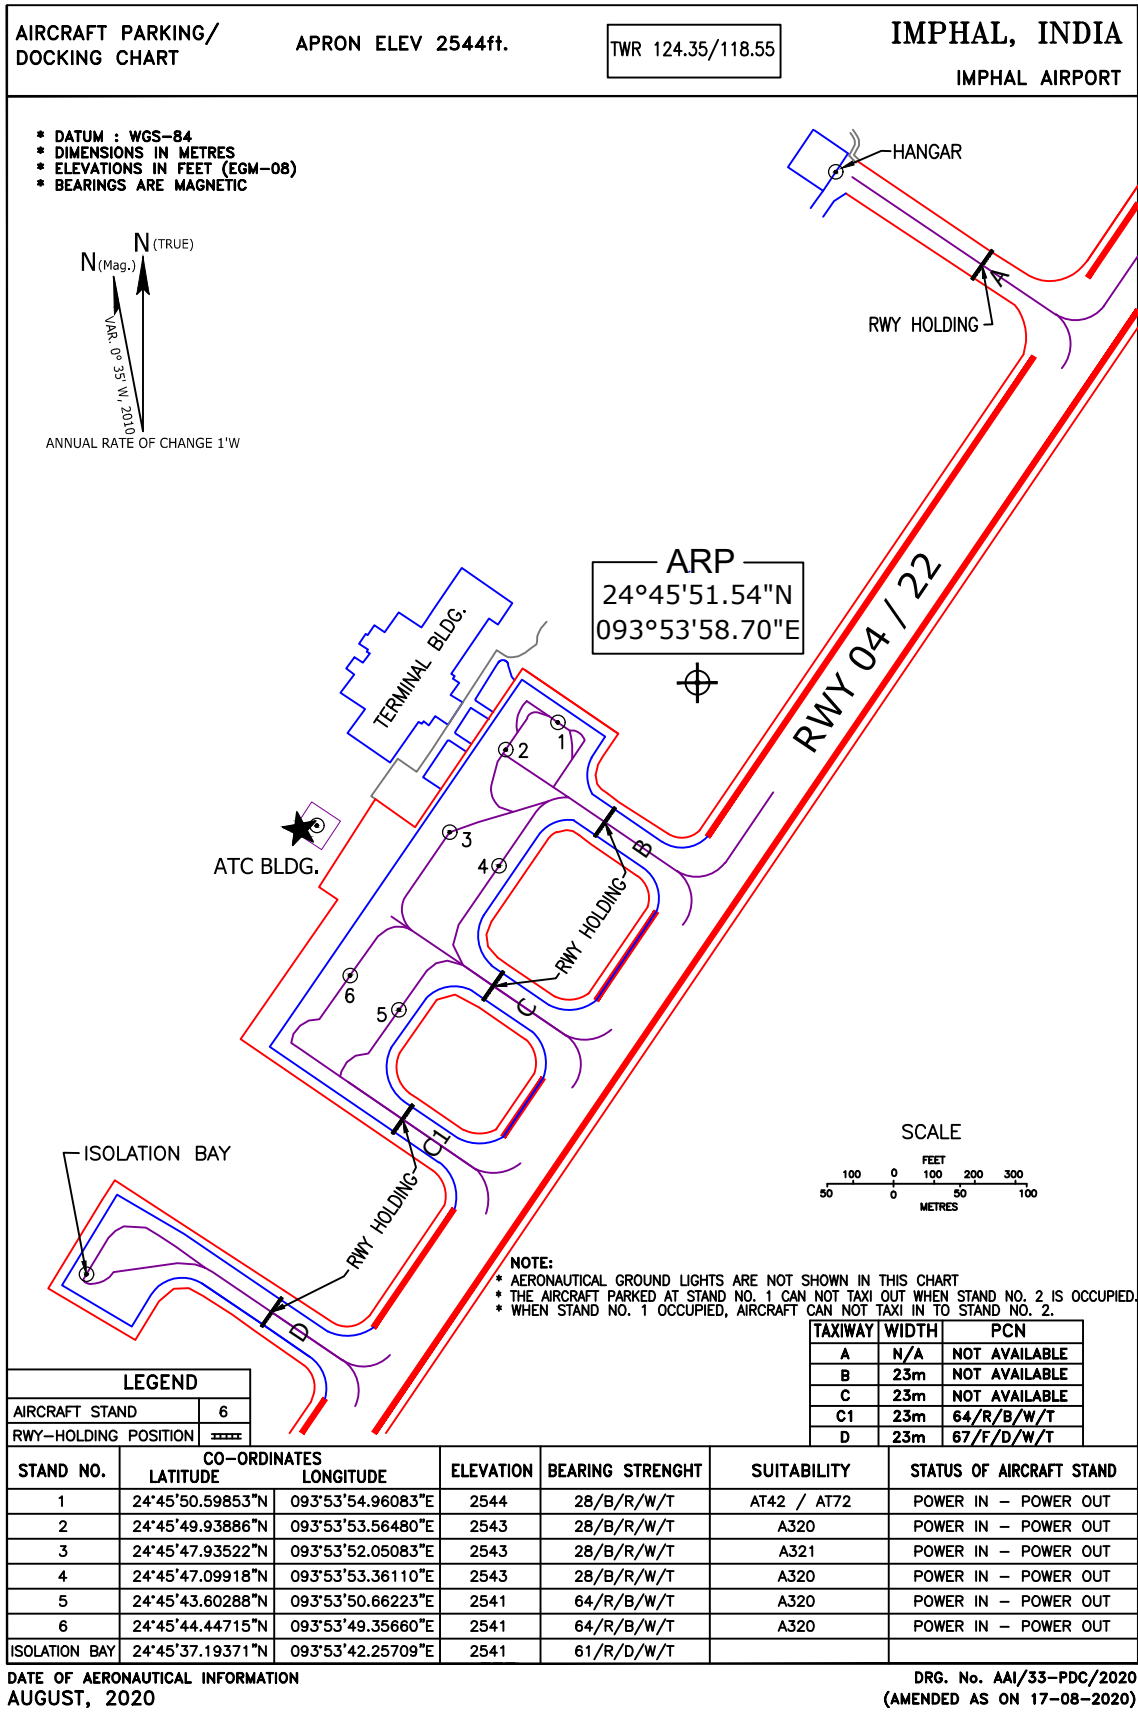 AIRCRAFT PARKING/
DOCKING CHART
APRON ELEV 2544ft.
TWR 124.35/118.55
IMPHAL, INDIA
IMPHAL AIRPORT
* DATUM : WGS-84
* DIMENSIONS IN METRES
* ELEVATIONS IN FEET (EGM-08)
* BEARINGS ARE MAGNETIC
N(TRUE)
N(Mag.)
VAR. 0° 35' W, 2010
ANNUAL RATE OF CHANGE 1'W
HANGAR
A
RWY HOLDING
ARP
24°45'51.54"N
093°53'58.70"E
RWY 04 / 22
TERMINAL BLDG.
1
2
3
4
B
ATC BLDG.
RWY HOLDING
6
5
C
C1
ISOLATION BAY
RWY HOLDING
D
SCALE
FEET
100 0 100 200 300
50 0 50 100
METRES
NOTE:
* AERONAUTICAL GROUND LIGHTS ARE NOT SHOWN IN THIS CHART
* THE AIRCRAFT PARKED AT STAND NO. 1 CAN NOT TAXI OUT WHEN STAND NO. 2 IS OCCUPIED.
* WHEN STAND NO. 1 OCCUPIED, AIRCRAFT CAN NOT TAXI IN TO STAND NO. 2.
TAXIWAY WIDTH PCN
A N/A NOT AVAILABLE
B 23m NOT AVAILABLE
C 23m NOT AVAILABLE
C1 23m 64/R/B/W/T
D 23m 67/F/D/W/T
LEGEND
AIRCRAFT STAND 6
RWY-HOLDING POSITION
STAND NO. CO-ORDINATES LATITUDE LONGITUDE ELEVATION BEARING STRENGHT SUITABILITY STATUS OF AIRCRAFT STAND
1 24°45'50.59853"N 093°53'54.96083"E 2544 28/B/R/W/T AT42 / AT72 POWER IN - POWER OUT
2 24°45'49.93886"N 093°53'53.56480"E 2543 28/B/R/W/T A320 POWER IN - POWER OUT
3 24°45'47.93522"N 093°53'52.05083"E 2543 28/B/R/W/T A321 POWER IN - POWER OUT
4 24°45'47.09918"N 093°53'53.36110"E 2543 28/B/R/W/T A320 POWER IN - POWER OUT
5 24°45'43.60288"N 093°53'50.66223"E 2541 64/R/B/W/T A320 POWER IN - POWER OUT
6 24°45'44.44715"N 093°53'49.35660"E 2541 64/R/B/W/T A320 POWER IN - POWER OUT
ISOLATION BAY 24°45'37.19371"N 093°53'42.25709"E 2541 61/R/D/W/T
DATE OF AERONAUTICAL INFORMATION
AUGUST, 2020
DRG. No. AAI/33-PDC/2020
(AMENDED AS ON 17-08-2020)